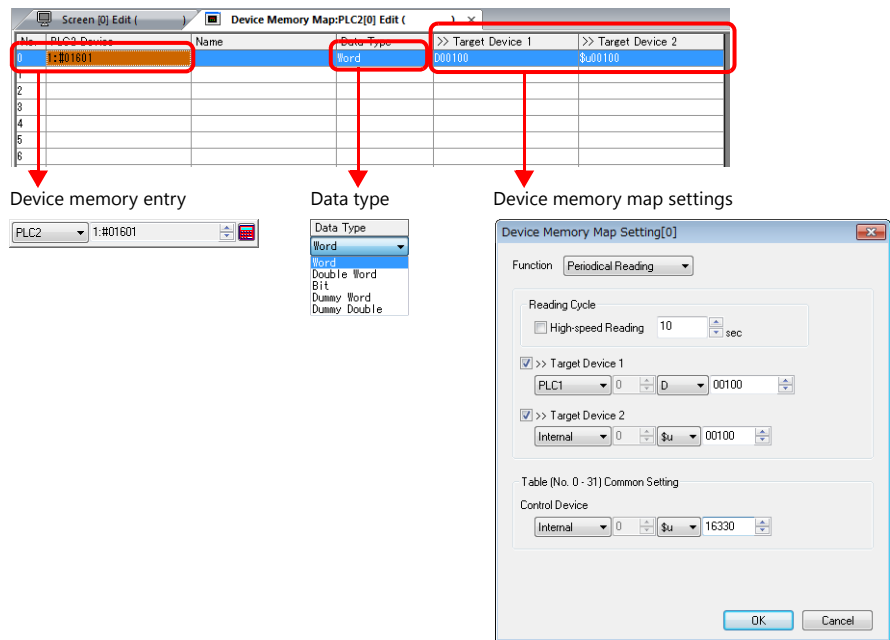 Screen [0] Edit ( )
Device Memory Map:PLC2[0] Edit ( ) ×
No. PLC2 Device Name Data Type >> Target Device 1 >> Target Device 2
0 1:#01601 Word D00100 $u00100
1
2
3
4
5
6
Device memory entry
Data type
Device memory map settings
PLC2 1:#01601
Data Type
Word
Word
Double Word
Bit
Dummy Word
Dummy Double
Device Memory Map Setting[0]
Function Periodical Reading
Reading Cycle
High-speed Reading 10 sec
>> Target Device 1
PLC1 0 D 00100
>> Target Device 2
Internal 0 $u 00100
Table (No. 0 - 31) Common Setting
Control Device
Internal 0 $u 16330
OK Cancel